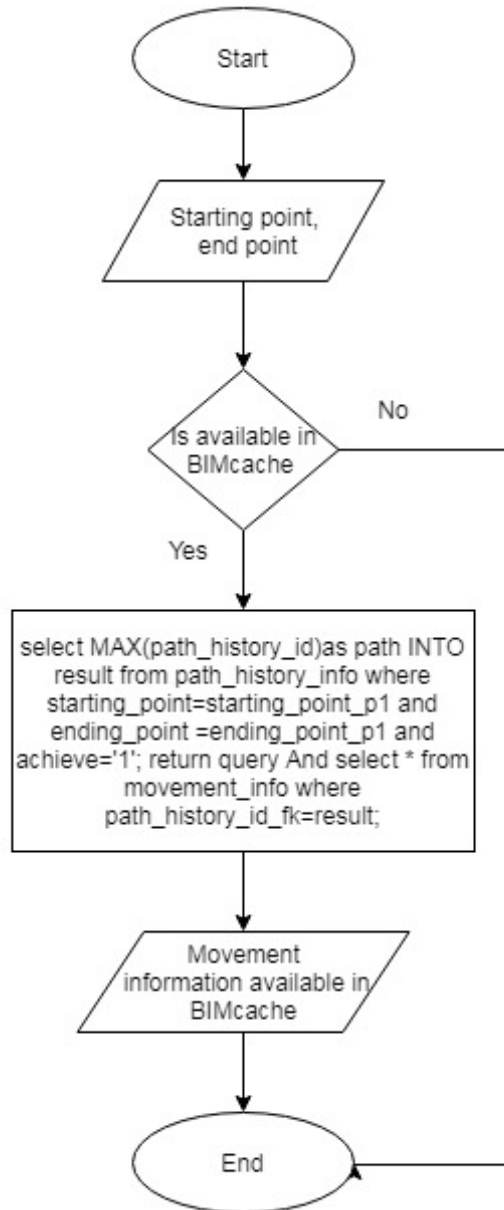 Start
Starting point,
end point
Is available in
BIMcache
No
Yes
select MAX(path_history_id)as path INTO
result from path_history_info where
starting_point=starting_point_p1 and
ending_point =ending_point_p1 and
achieve='1'; return query And select * from
movement_info where
path_history_id_fk=result;
Movement
information available in
BIMcache
End